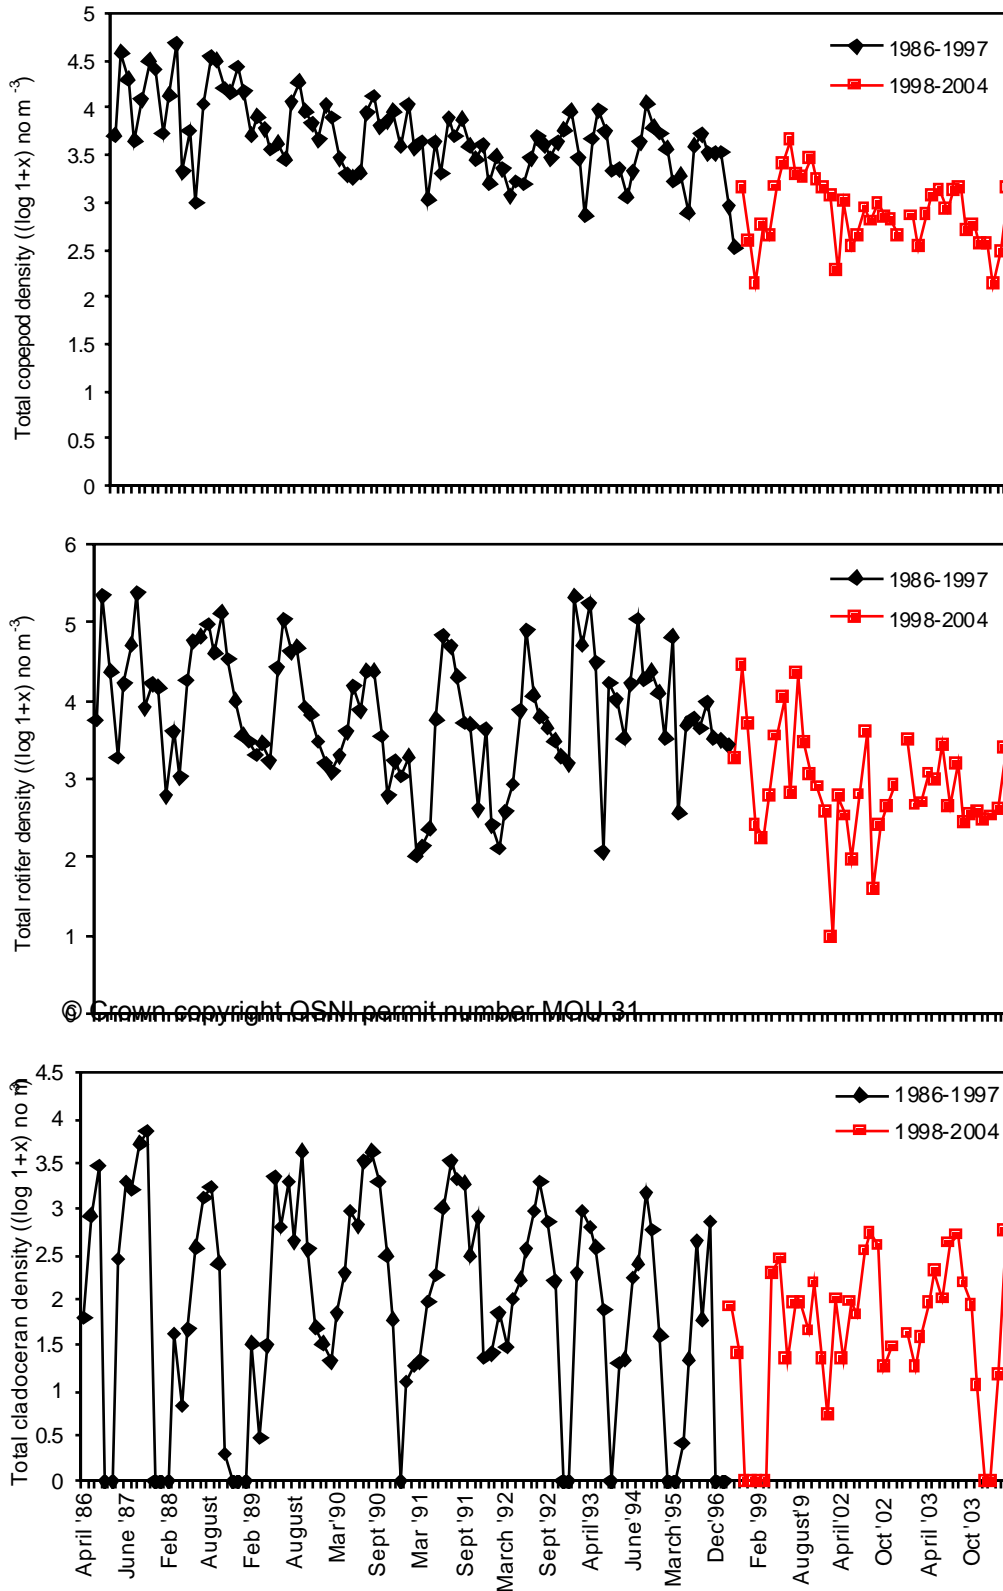 Total copepod density ((log 1+x) no m-3)
5
4.5
4
3.5
3
2.5
2
1.5
1
0.5
0
1986-1997
1998-2004
Total rotifer density ((log 1+x) no m-3)
6
5
4
3
2
1
0
1986-1997
1998-2004
© Crown copyright OSNI permit number MOU 31
Total cladoceran density ((log 1+x) no m
4.5
4
3.5
3
2.5
2
1.5
1
0.5
0
1986-1997
1998-2004
April '86
June '87
Feb '88
August
Feb '89
August
Mar'90
Sept '90
Mar '91
Sept '91
March '92
Sept '92
April'93
June'94
March'95
Dec'96
Feb '99
August'9
April'02
Oct '02
April '03
Oct '03